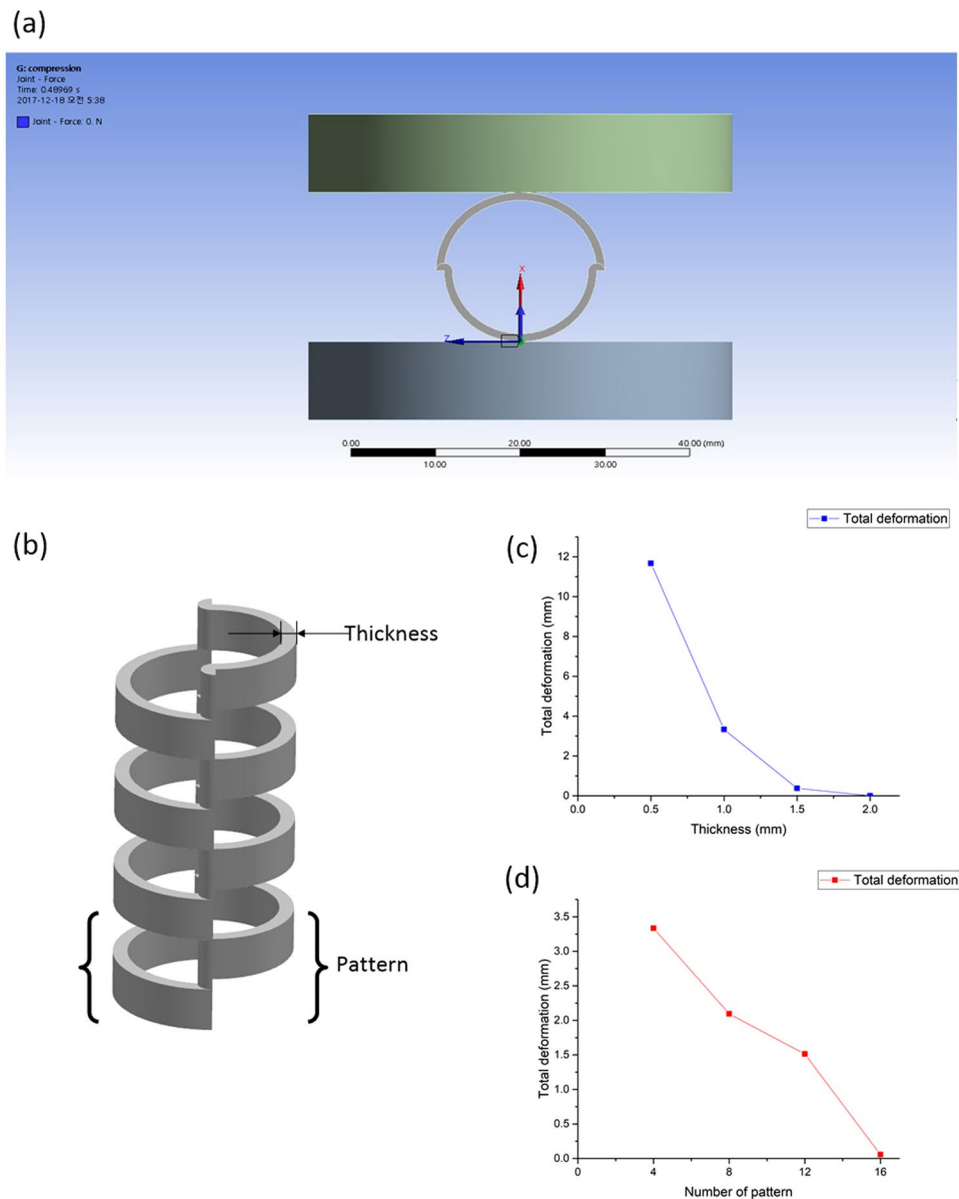 (a)
G: compression
Joint - Force
Time: 0.48969 s
2017-12-18 오전 5:38
Joint - Force: 0. N
X
Z
0.00
20.00
40.00 (mm)
10.00
30.00
(b)
Thickness
Pattern
(c)
Total deformation
Total deformation (mm)
12
10
8
6
4
2
0
0.0
0.5
1.0
1.5
2.0
Thickness (mm)
(d)
Total deformation
Total deformation (mm)
3.5
3.0
2.5
2.0
1.5
1.0
0.5
0.0
0
4
8
12
16
Number of pattern